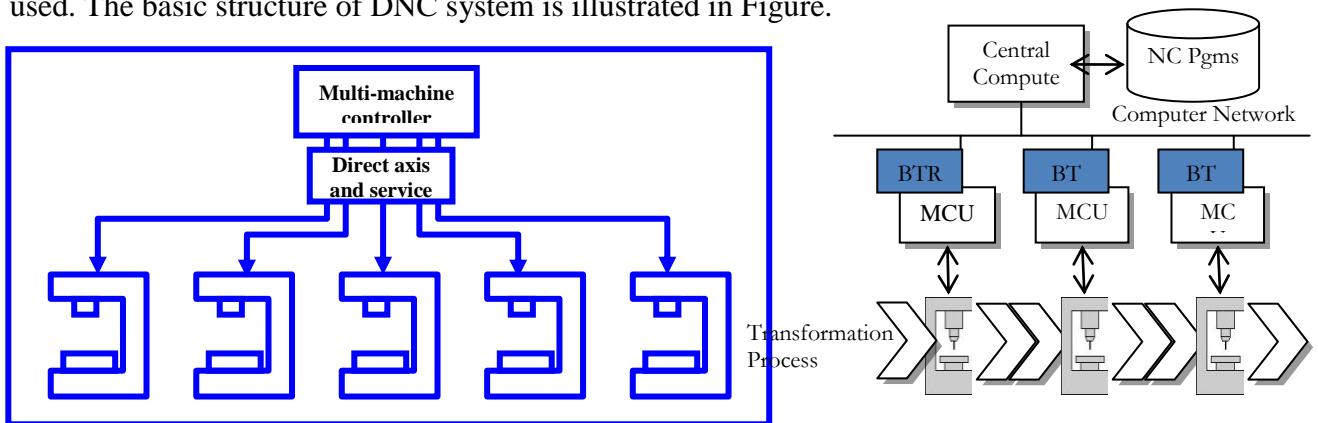 used. The basic structure of DNC system is illustrated in Figure.
Multi-machine
controller
Direct axis
and service
Central
Compute
NC Pgms
Computer Network
BTR
BT
BT
MCU
MCU
MC
Transformation
Process